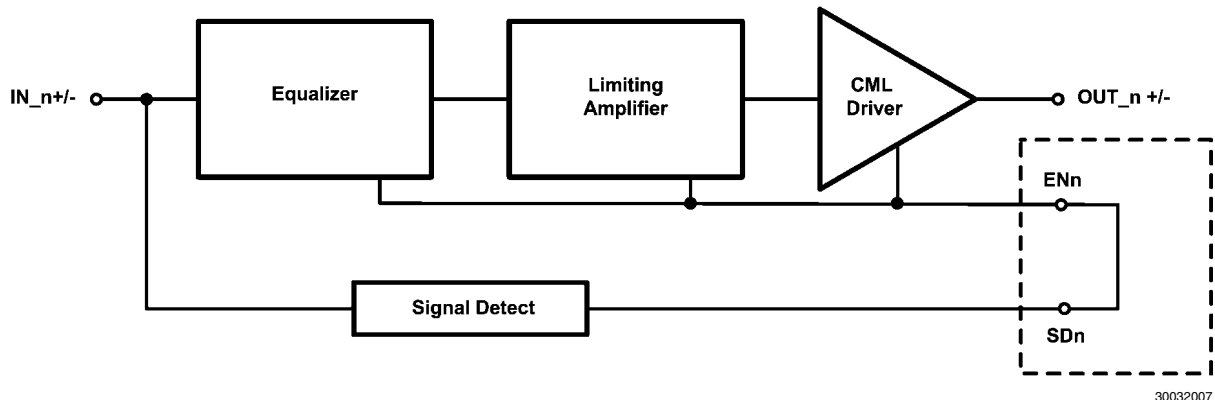 IN_n+/-
Equalizer
Limiting
Amplifier
CML
Driver
OUT_n +/-
ENn
Signal Detect
SDn
30032007